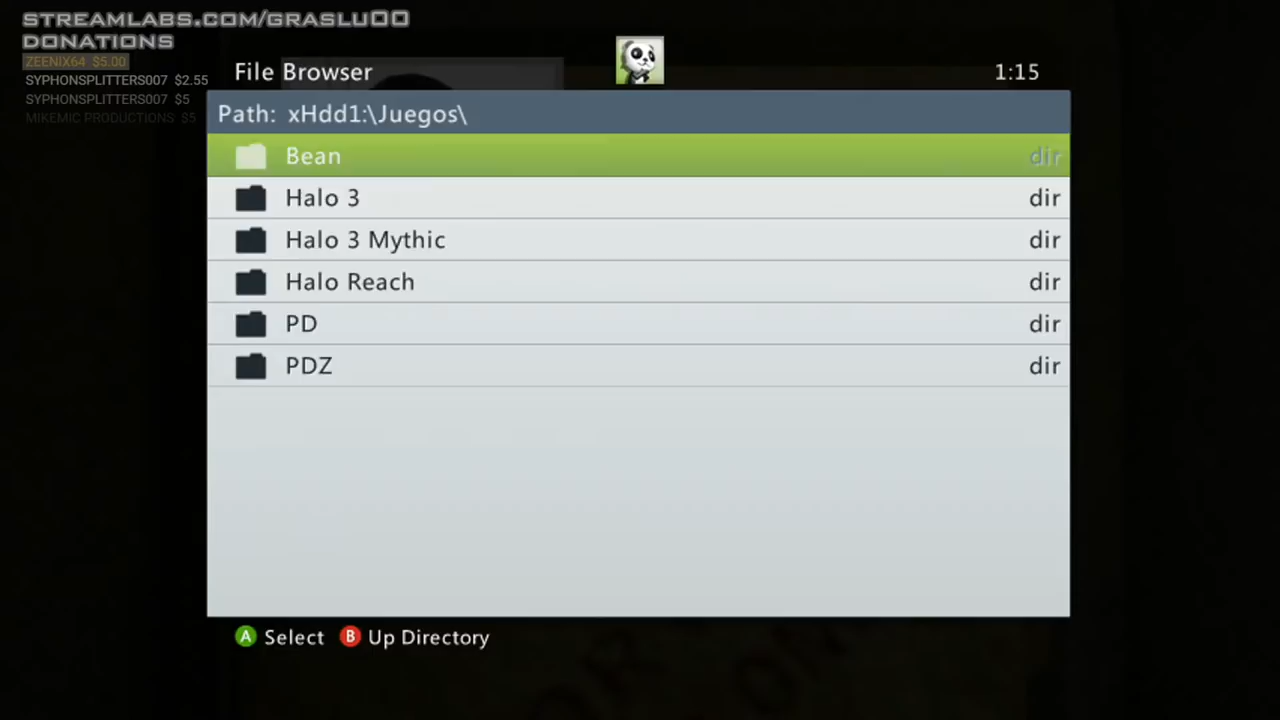 STREAMLABS.COM/GRASLU00
DONATIONS
ZEENIX64 $5.00
SYPHONSPLITTERS007 $2.55
SYPHONSPLITTERS007 $5
MIKEMIC PRODUCTIONS $5
File Browser
1:15
Path: xHdd1:\Juegos\
Bean dir
Halo 3 dir
Halo 3 Mythic dir
Halo Reach dir
PD dir
PDZ dir
A Select B Up Directory